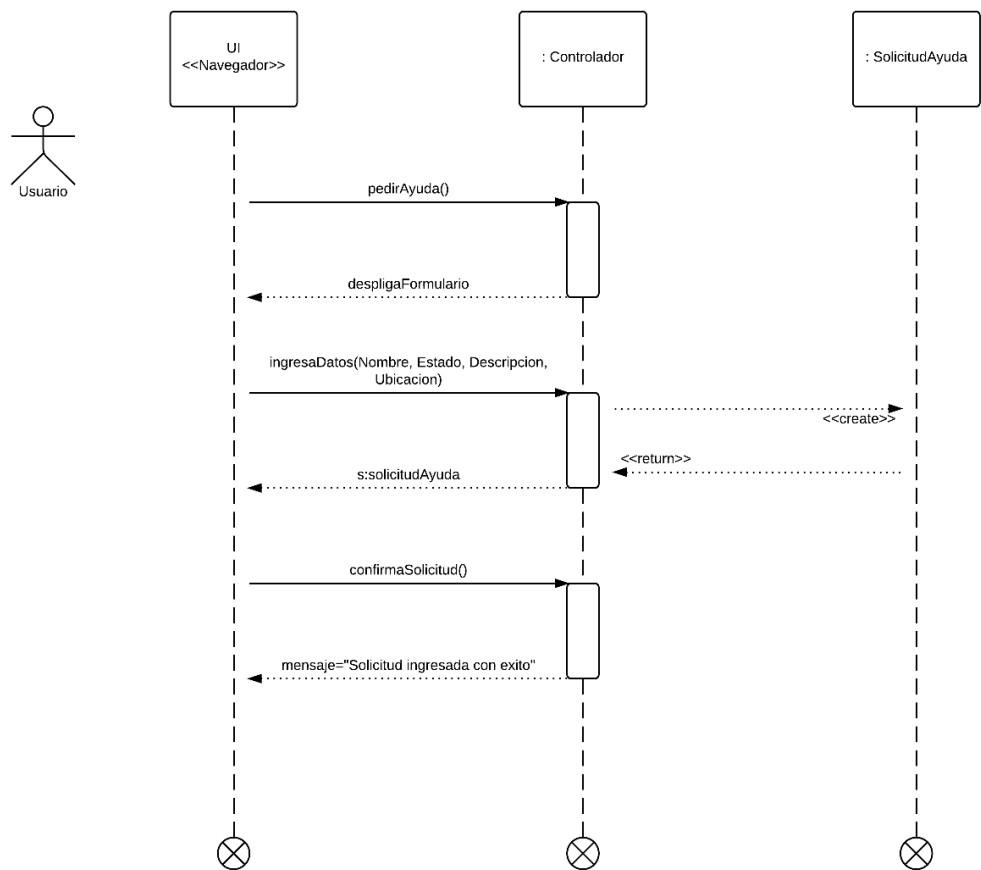 UI
<<Navegador>>
: Controlador
: SolicitudAyuda
Usuario
pedirAyuda()
despligaFormulario
ingresaDatos(Nombre, Estado, Descripcion,
Ubicacion)
<<create>>
<<return>>
s:solicitudAyuda
confirmaSolicitud()
mensaje="Solicitud ingresada con exito"